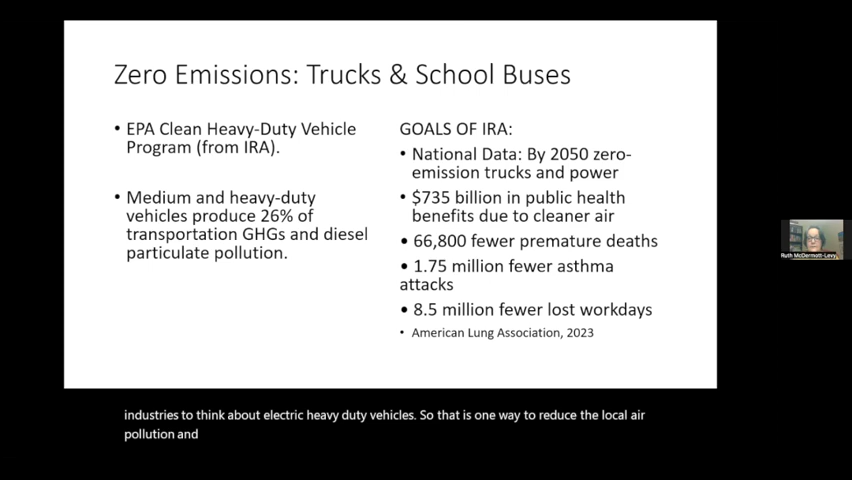 Zero Emissions: Trucks & School Buses
• EPA Clean Heavy-Duty Vehicle
Program (from IRA).
• Medium and heavy-duty
vehicles produce 26% of
transportation GHGs and diesel
particulate pollution.
GOALS OF IRA:
• National Data: By 2050 zero-
emission trucks and power
• $735 billion in public health
benefits due to cleaner air
• 66,800 fewer premature deaths
• 1.75 million fewer asthma
attacks
• 8.5 million fewer lost workdays
• American Lung Association, 2023
Ruth McDermott-Levy
industries to think about electric heavy duty vehicles. So that is one way to reduce the local air
pollution and